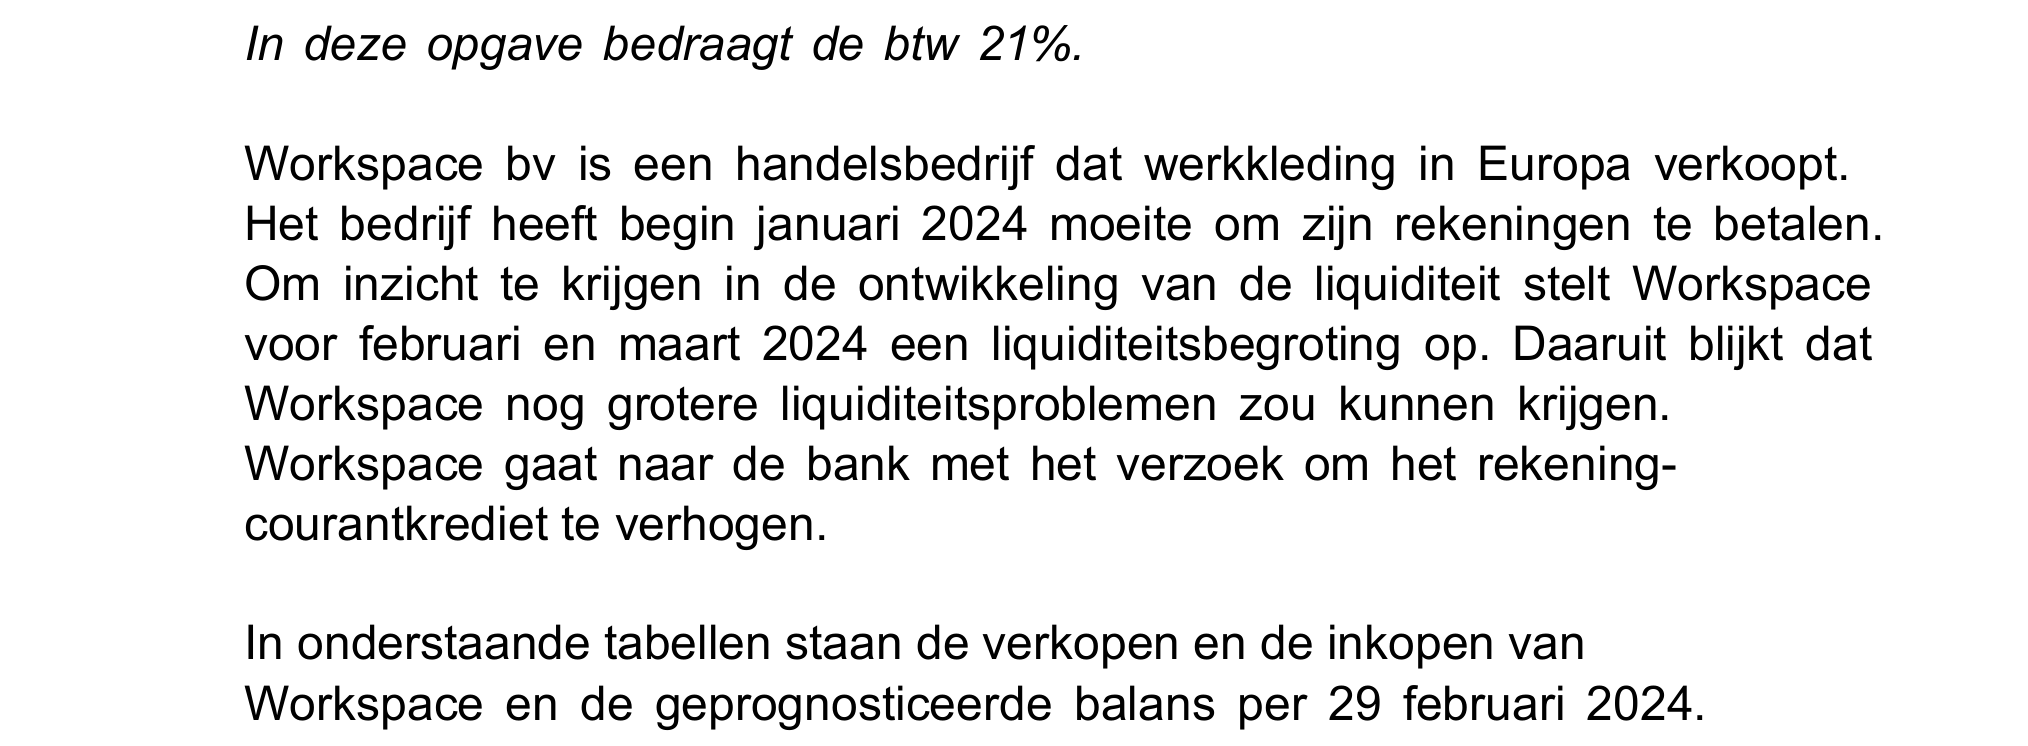 In deze opgave bedraagt de btw 21%.
Workspace bv is een handelsbedrijf dat werkkleding in Europa verkoopt.
Het bedrijf heeft begin januari 2024 moeite om zijn rekeningen te betalen.
Om inzicht te krijgen in de ontwikkeling van de liquiditeit stelt Workspace
voor februari en maart 2024 een liquiditeitsbegroting op. Daaruit blijkt dat
Workspace nog grotere liquiditeitsproblemen zou kunnen krijgen.
Workspace gaat naar de bank met het verzoek om het rekening-
courantkrediet te verhogen.
In onderstaande tabellen staan de verkopen en de inkopen van
Workspace en de geprognosticeerde balans per 29 februari 2024.